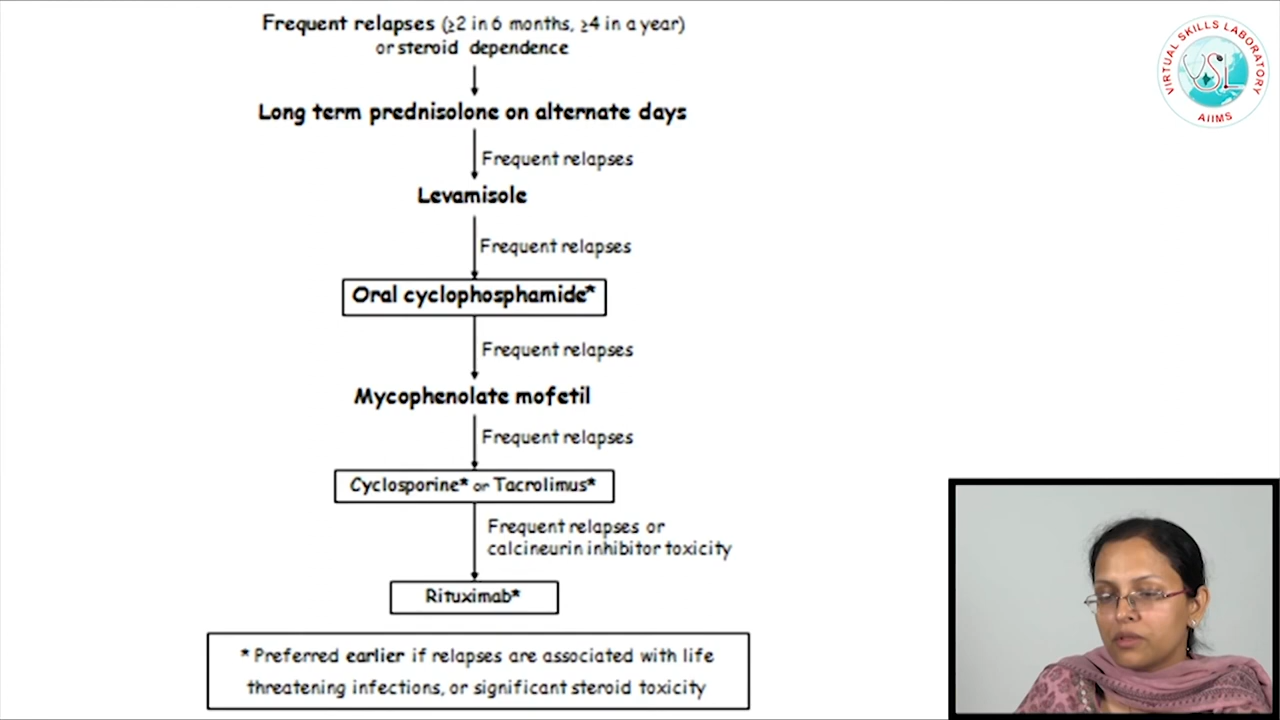 Frequent relapses (≥2 in 6 months, ≥4 in a year)
or steroid dependence
Long term prednisolone on alternate days
Frequent relapses
Levamisole
Frequent relapses
Oral cyclophosphamide*
Frequent relapses
Mycophenolate mofetil
Frequent relapses
Cyclosporine* or Tacrolimus*
Frequent relapses or
calcineurin inhibitor toxicity
Rituximab*
* Preferred earlier if relapses are associated with life
threatening infections, or significant steroid toxicity
VIRTUAL SKILLS LABORATORY
VSL
AIIMS